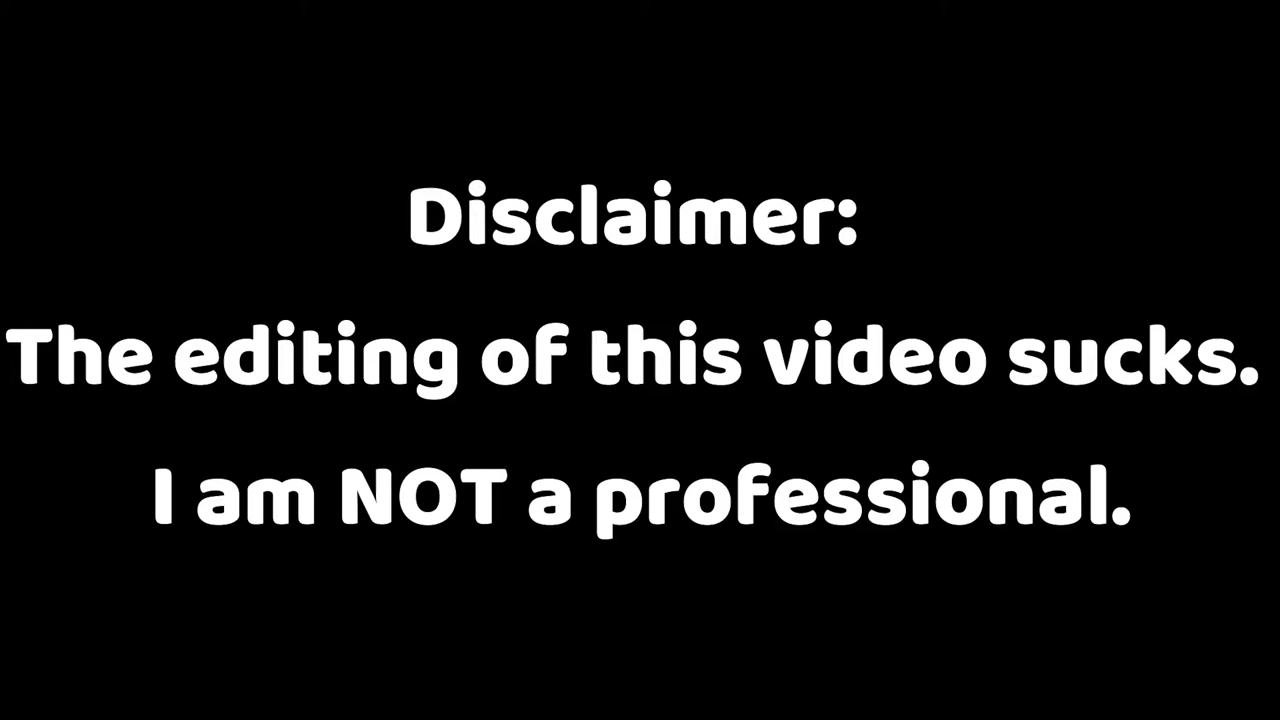 Disclaimer:
The editing of this video sucks.
I am NOT a professional.